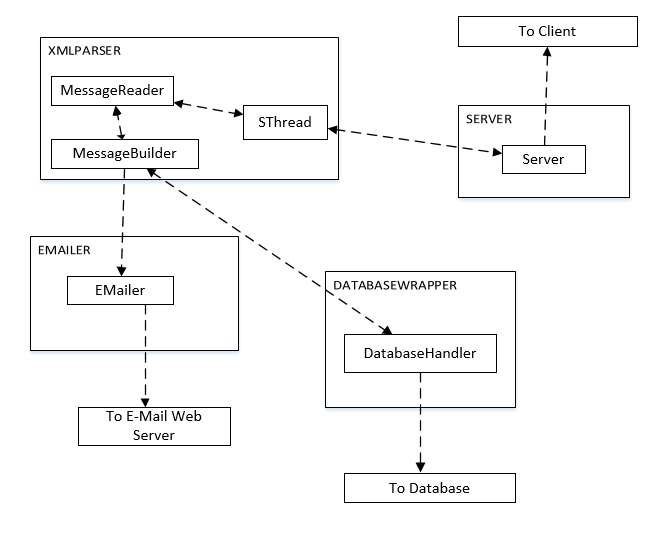 To Client
XMLPARSER
MessageReader
SThread
MessageBuilder
SERVER
Server
EMAILER
EMailer
DATABASEWRAPPER
DatabaseHandler
To E-Mail Web
Server
To Database